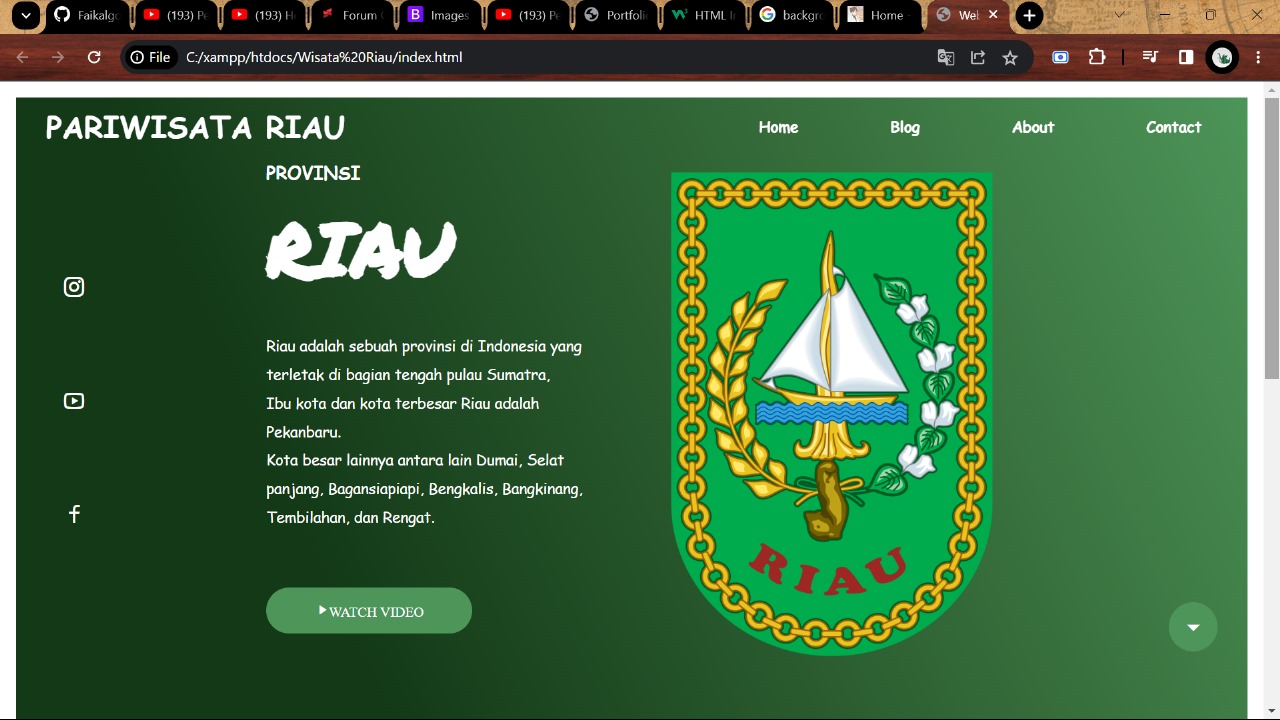 Faikalgo
(193) Pe
(193) H
Forum
Images
(193) Pe
Portfoli
HTML I
backgr
Home -
Wel
File
C:/xampp/htdocs/Wisata%20Riau/index.html
PARIWISATA RIAU
Home
Blog
About
Contact
PROVINSI
RIAU
Riau adalah sebuah provinsi di Indonesia yang
terletak di bagian tengah pulau Sumatra,
Ibu kota dan kota terbesar Riau adalah
Pekanbaru.
Kota besar lainnya antara lain Dumai, Selat
panjang, Bagansiapiapi, Bengkalis, Bangkinang,
Tembilahan, dan Rengat.
WATCH VIDEO
RIAU